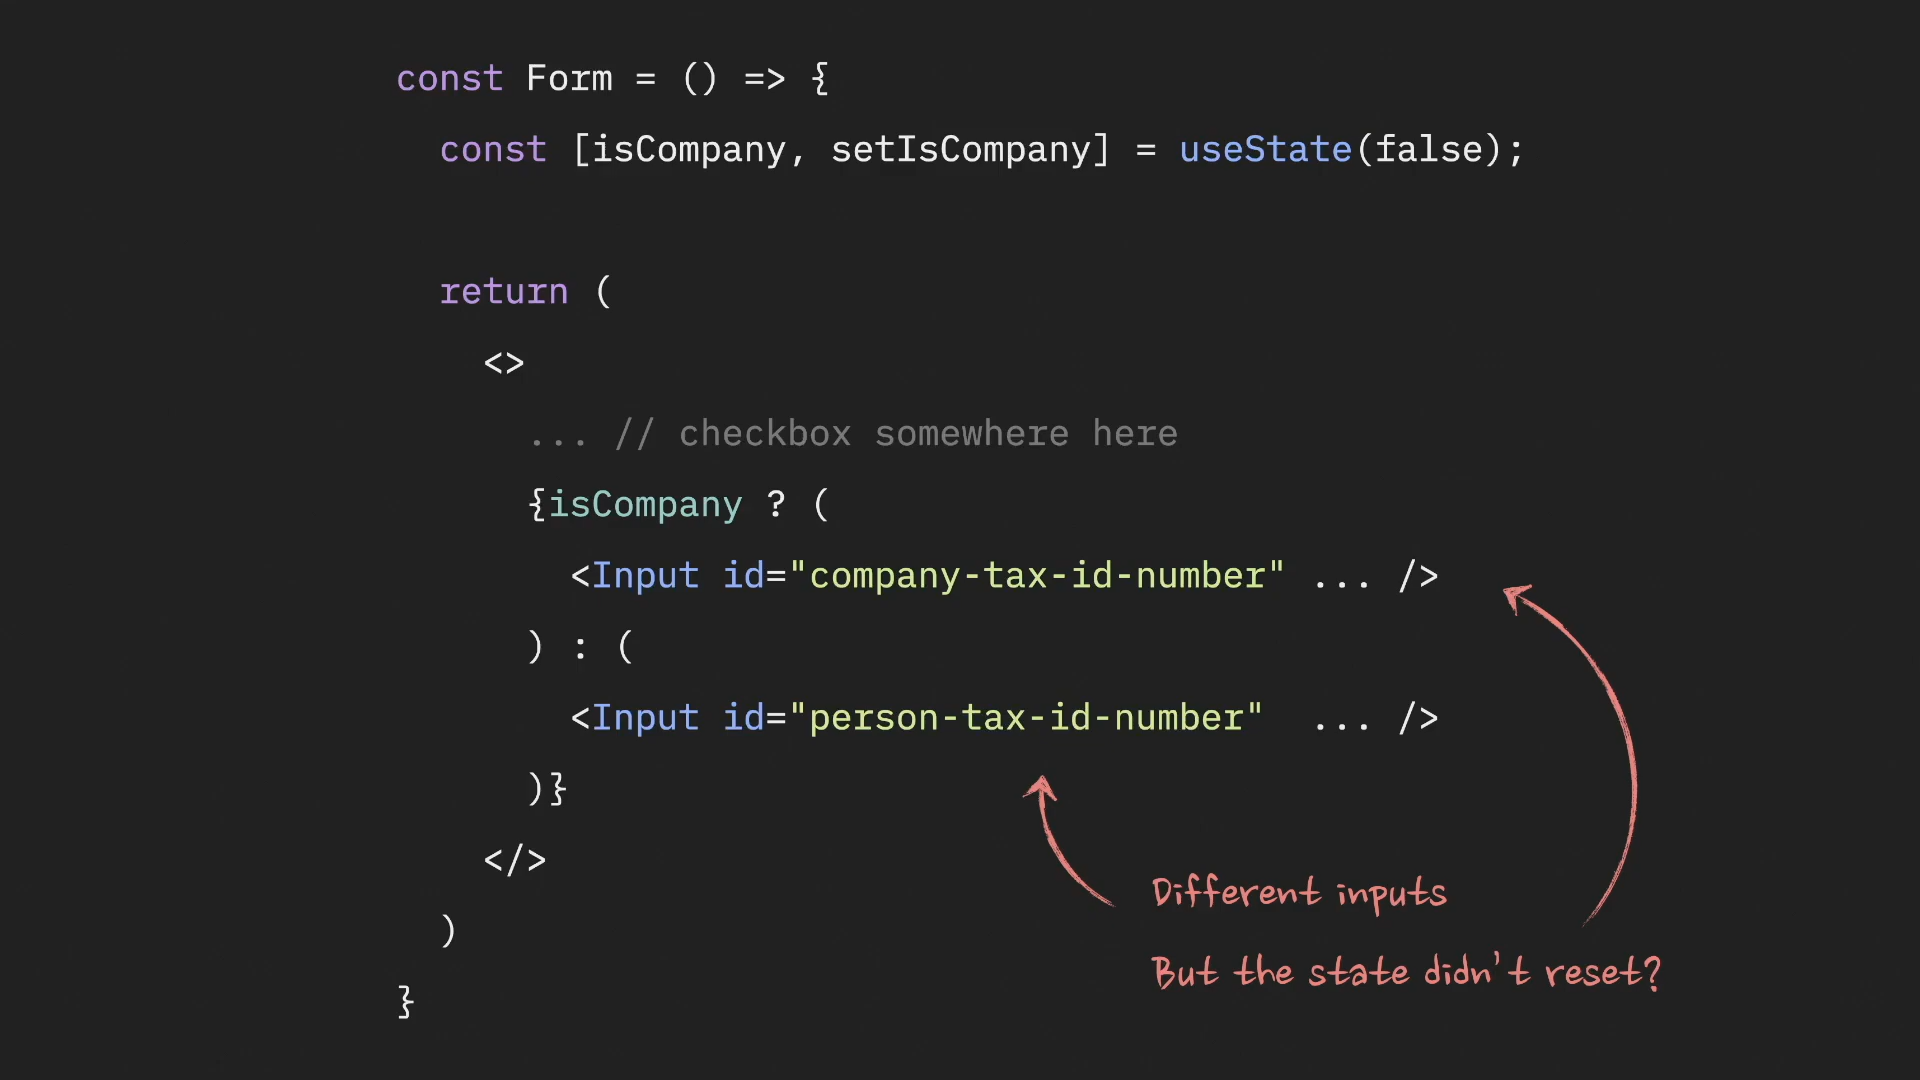 const Form = () => {
const [isCompany, setIsCompany] = useState(false);
return (
<>
... // checkbox somewhere here
{isCompany ? (
<Input id="company-tax-id-number" ... />
) : (
<Input id="person-tax-id-number" ... />
)}
</>
)
}
Different inputs
But the state didn't reset?